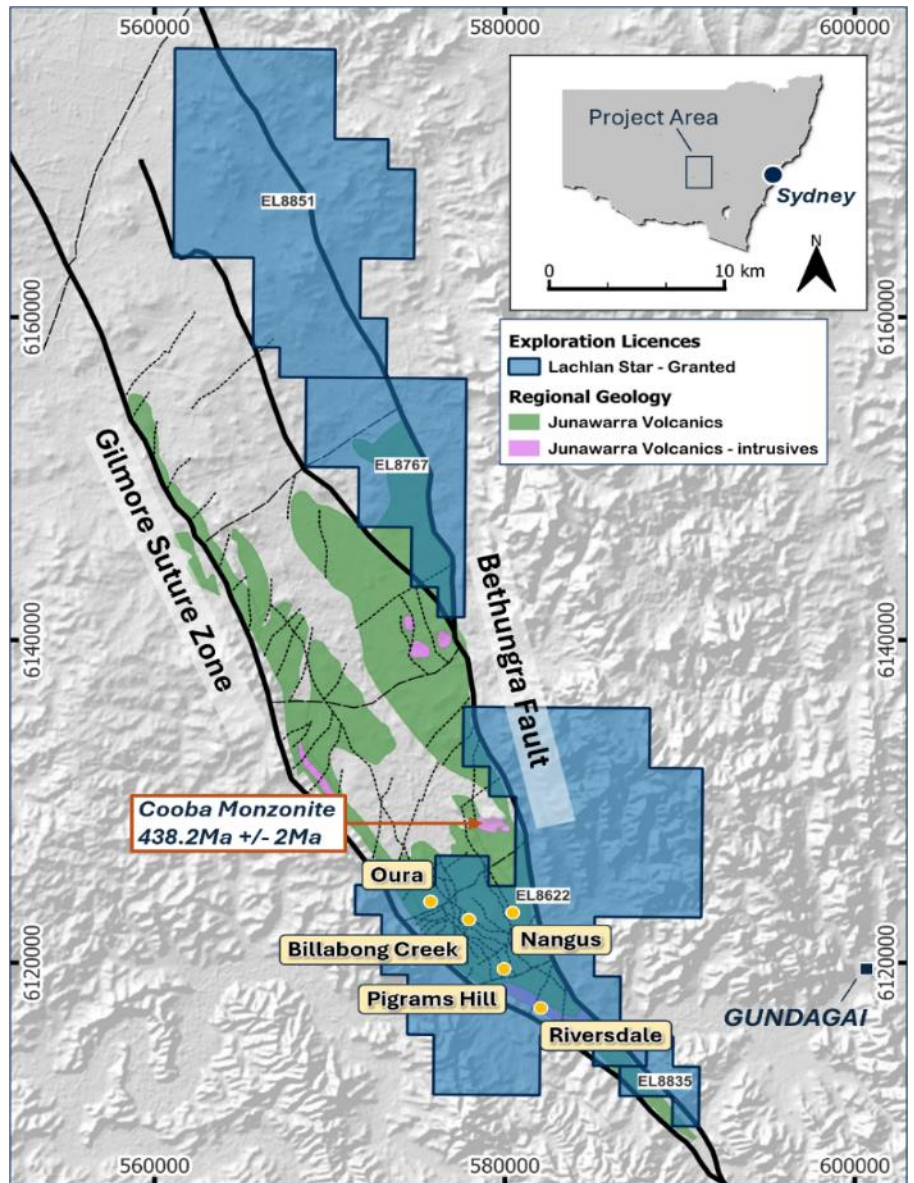 560000
580000
600000
Project Area
Sydney
N
0
10 km
Exploration Licences
Lachlan Star - Granted
Regional Geology
Junawarra Volcanics
Junawarra Volcanics - intrusives
6160000
6160000
EL8851
EL8767
Gilmore Suture Zone
Bethungra Fault
6140000
6140000
Cooba Monzonite
438.2Ma +/- 2Ma
Oura
EL8622
Billabong Creek
Nangus
6120000
6120000
Pigrams Hill
GUNDAGAI
Riversdale
EL8835
560000
580000
600000